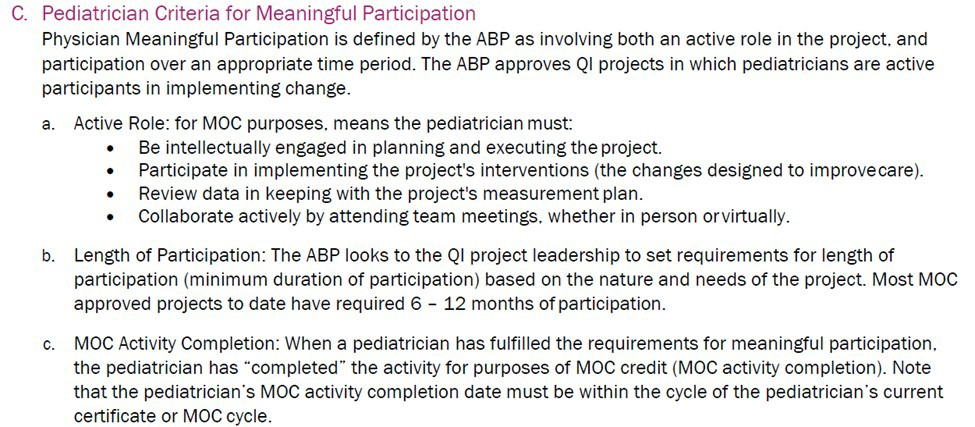 C. Pediatrician Criteria for Meaningful Participation
Physician Meaningful Participation is defined by the ABP as involving both an active role in the project, and
participation over an appropriate time period. The ABP approves QI projects in which pediatricians are active
participants in implementing change.
a. Active Role: for MOC purposes, means the pediatrician must:
• Be intellectually engaged in planning and executing the project.
• Participate in implementing the project's interventions (the changes designed to improve care).
• Review data in keeping with the project's measurement plan.
• Collaborate actively by attending team meetings, whether in person or virtually.
b. Length of Participation: The ABP looks to the QI project leadership to set requirements for length of
participation (minimum duration of participation) based on the nature and needs of the project. Most MOC
approved projects to date have required 6 – 12 months of participation.
c. MOC Activity Completion: When a pediatrician has fulfilled the requirements for meaningful participation,
the pediatrician has “completed” the activity for purposes of MOC credit (MOC activity completion). Note
that the pediatrician’s MOC activity completion date must be within the cycle of the pediatrician’s current
certificate or MOC cycle.